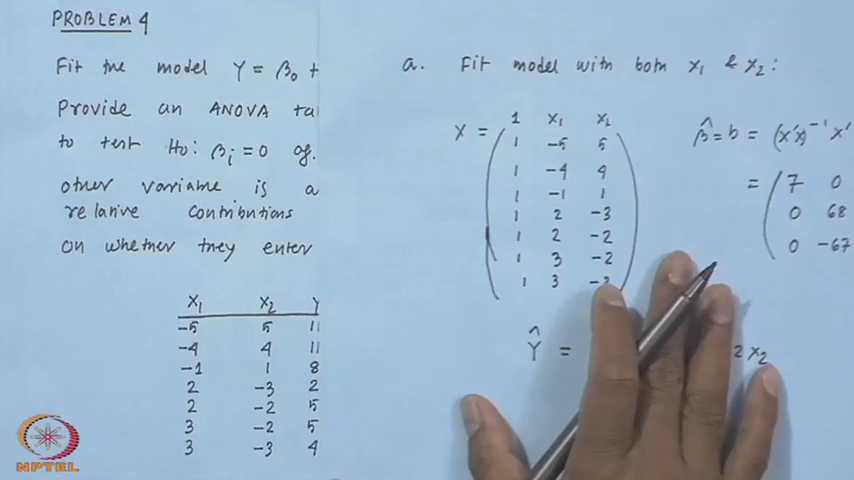 PROBLEM 4
Fit the model Y = β₀ +
Provide an ANOVA ta
to test H₀: βᵢ = 0 ag.
other variable is a
relative contributions
on whether they enter
X₁ X₂ Y
-5 5 11
-4 4 11
-1 1 8
2 -3 2
2 -2 5
3 -2 5
3 -3 4
a. Fit model with both x₁ & x₂:
1 x₁ x₂
X = 1 -5 5
1 -4 4
1 -1 1
1 2 -3
1 2 -2
1 3 -2
1 3 -3
β̂ = b = (x'x)⁻¹ x'
= 7 0
0 68
0 -67
Ŷ = 2 x₂
NPTEL